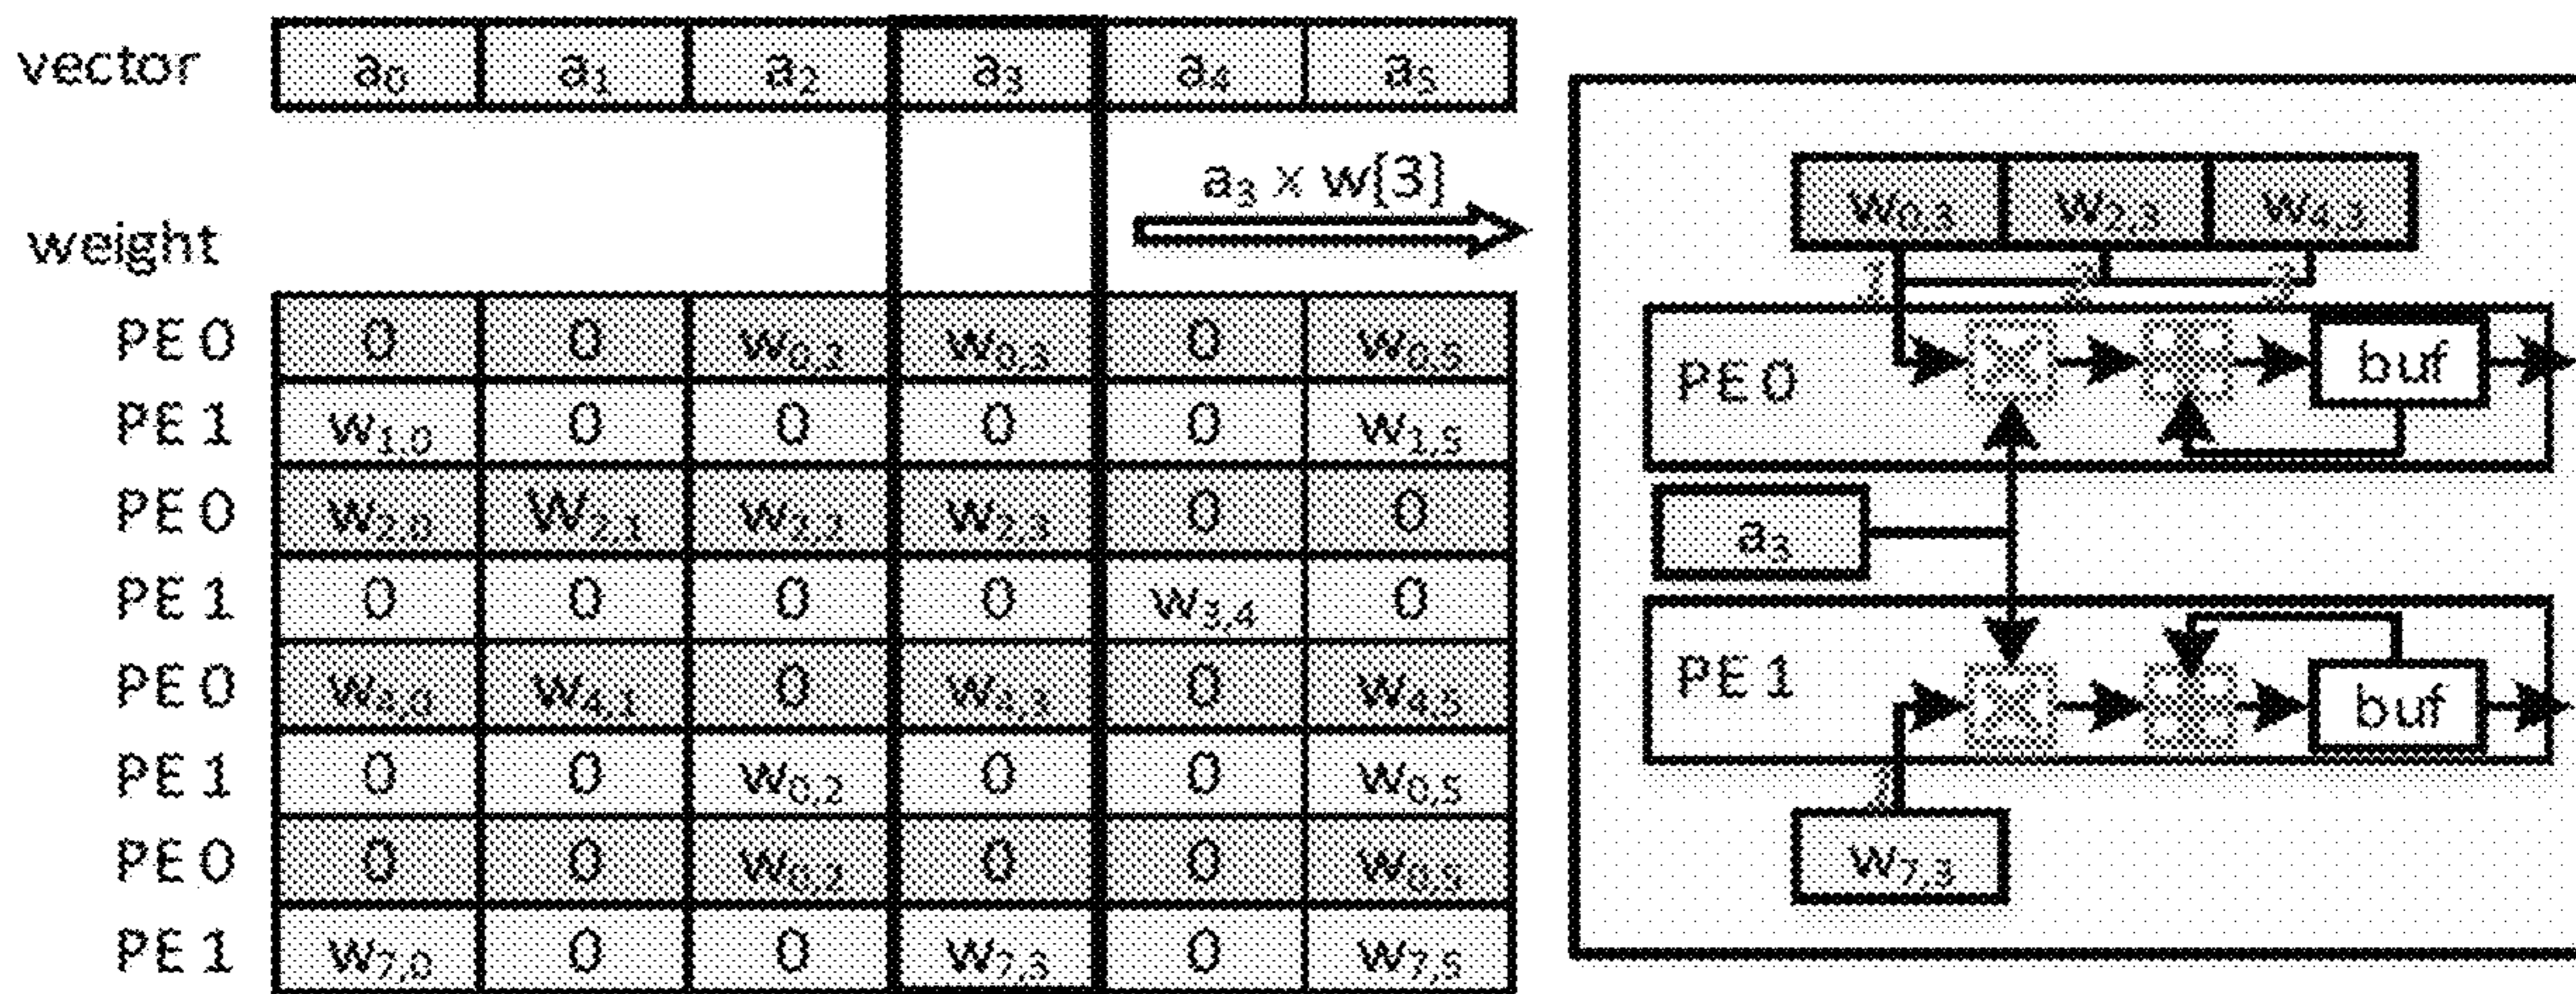 vector a₀ a₁ a₂ a₃ a₄ a₅
a₃ x w[3]
weight
PE 0 0 0 w₀,₂ w₀,₃ 0 w₀,₅
PE 1 w₁,₀ 0 0 0 0 w₁,₅
PE 0 w₂,₀ W₂,₁ w₂,₂ w₂,₃ 0 0
PE 1 0 0 0 0 w₃,₄ 0
PE 0 w₄,₀ w₄,₁ 0 w₄,₃ 0 w₄,₅
PE 1 0 0 w₀,₂ 0 0 w₀,₅
PE 0 0 0 w₀,₂ 0 0 w₀,₅
PE 1 w₇,₀ 0 0 w₇,₃ 0 w₇,₅
w₀,₃ w₂,₃ w₄,₃
1 2 3
PE 0 buf
a₃
PE 1 buf
1
w₇,₃